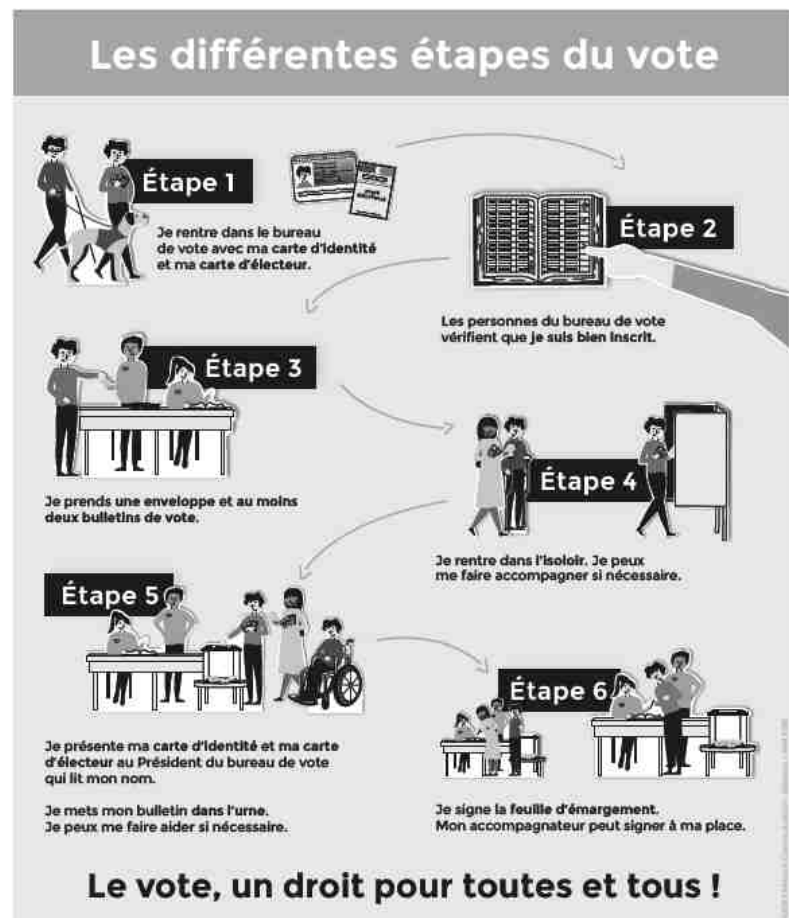 Les différentes étapes du vote
Étape 1
Je rentre dans le bureau
de vote avec ma carte d'identité
et ma carte d'électeur.
Étape 2
Les personnes du bureau de vote
vérifient que je suis bien inscrit.
Étape 3
Je prends une enveloppe et au moins
deux bulletins de vote.
Étape 4
Je rentre dans l'isoloir. Je peux
me faire accompagner si nécessaire.
Étape 5
Je présente ma carte d'identité et ma carte
d'électeur au Président du bureau de vote
qui lit mon nom.
Je mets mon bulletin dans l'urne.
Je peux me faire aider si nécessaire.
Étape 6
Je signe la feuille d'émargement.
Mon accompagnateur peut signer à ma place.
Le vote, un droit pour toutes et tous !